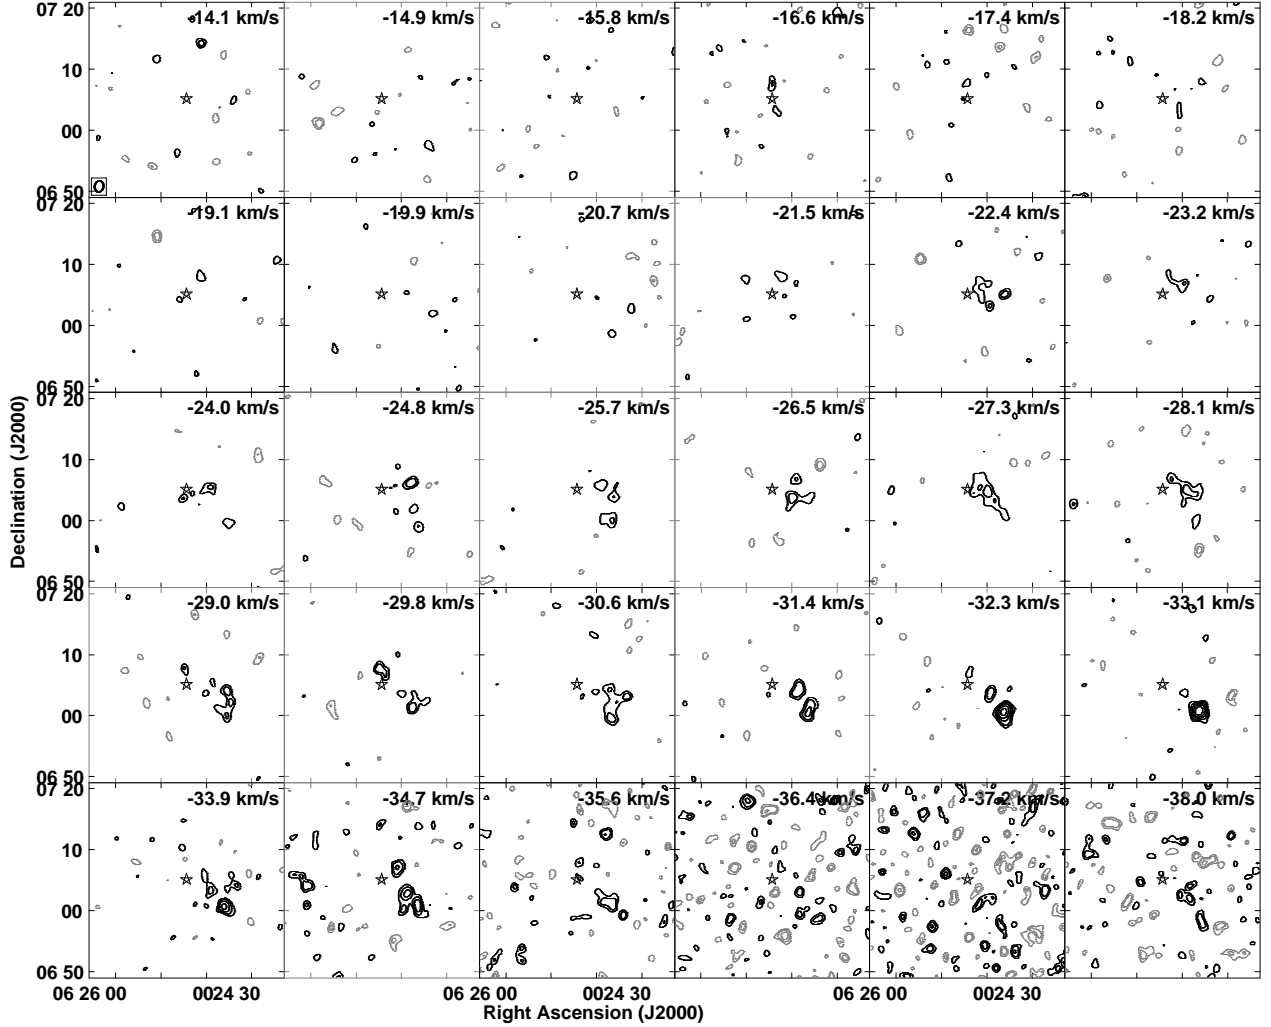 07 20 -14.1 km/s -14.9 km/s -15.8 km/s -16.6 km/s -17.4 km/s -18.2 km/s
10
00
06 50
07 20 -19.1 km/s -19.9 km/s -20.7 km/s -21.5 km/s -22.4 km/s -23.2 km/s
10
00
06 50
07 20 -24.0 km/s -24.8 km/s -25.7 km/s -26.5 km/s -27.3 km/s -28.1 km/s
10
00
06 50
07 20 -29.0 km/s -29.8 km/s -30.6 km/s -31.4 km/s -32.3 km/s -33.1 km/s
10
00
06 50
07 20 -33.9 km/s -34.7 km/s -35.6 km/s -36.4 km/s -37.2 km/s -38.0 km/s
10
00
06 50
Declination (J2000)
06 26 00 0024 30 06 26 00 0024 30 06 26 00 0024 30
Right Ascension (J2000)